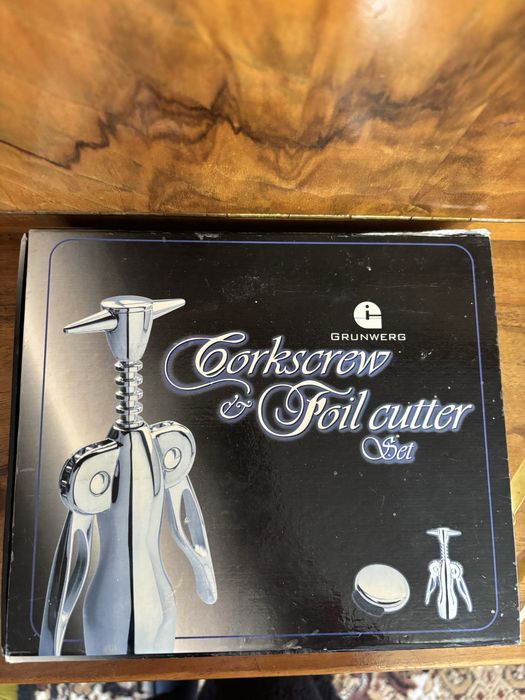 GRUNWERG
Corkscrew
& Foil cutter
Set